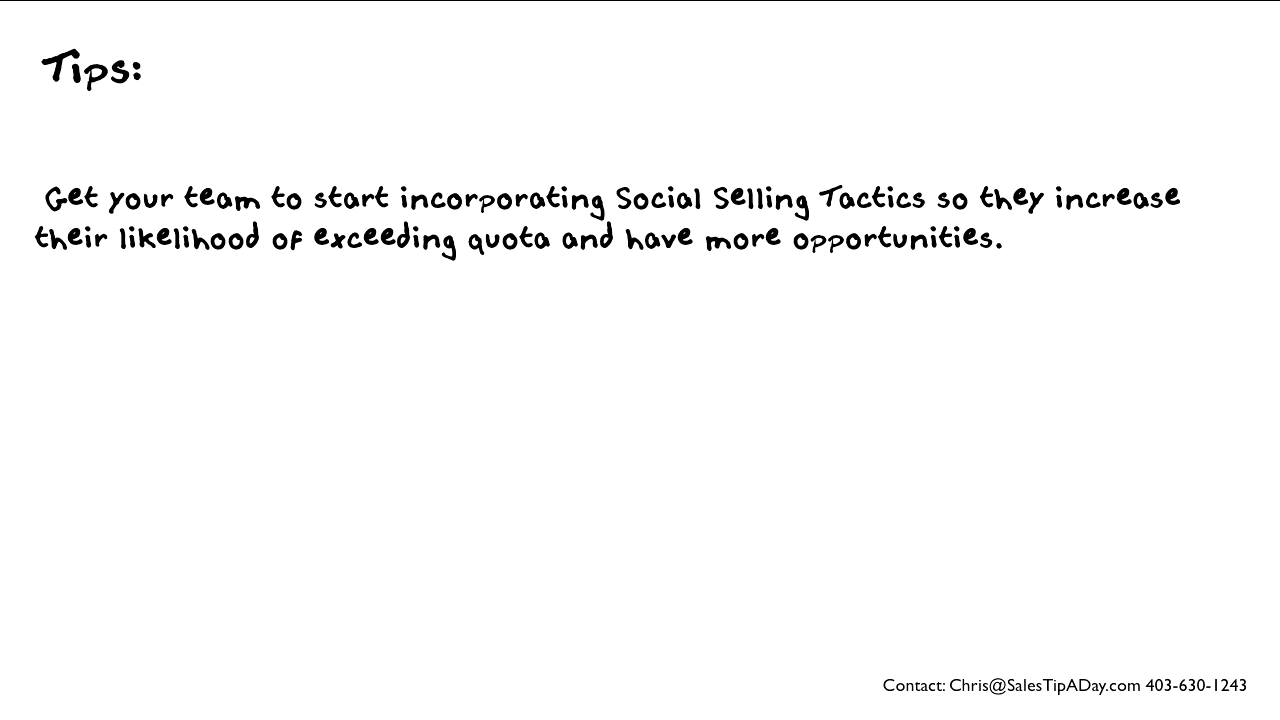 Tips:
Get your team to start incorporating Social Selling Tactics so they increase
their likelihood of exceeding quota and have more opportunities.
Contact: Chris@SalesTipADay.com 403-630-1243